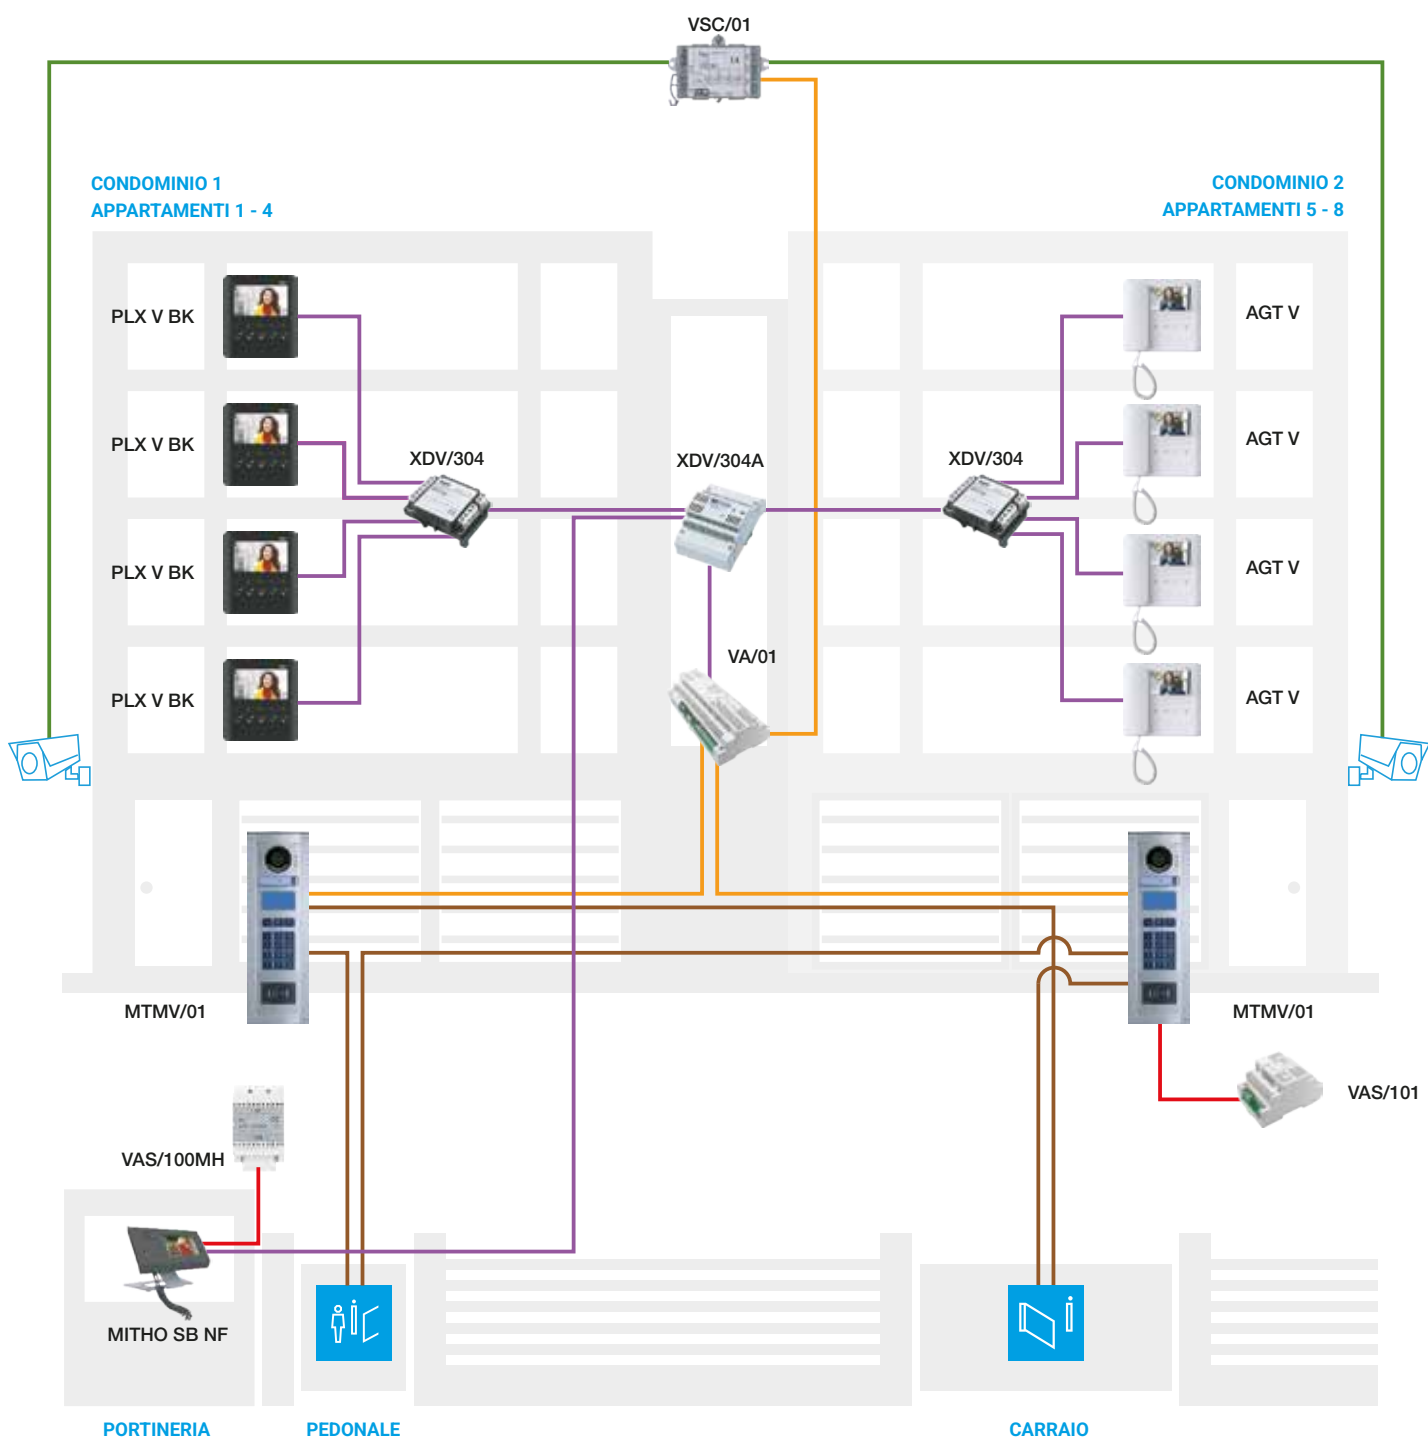 VSC/01
CONDOMINIO 1
APPARTAMENTI 1 - 4
CONDOMINIO 2
APPARTAMENTI 5 - 8
PLX V BK
AGT V
PLX V BK
AGT V
XDV/304
XDV/304A
XDV/304
PLX V BK
AGT V
VA/01
PLX V BK
AGT V
MTMV/01
MTMV/01
VAS/101
VAS/100MH
MITHO SB NF
PORTINERIA
PEDONALE
CARRAIO